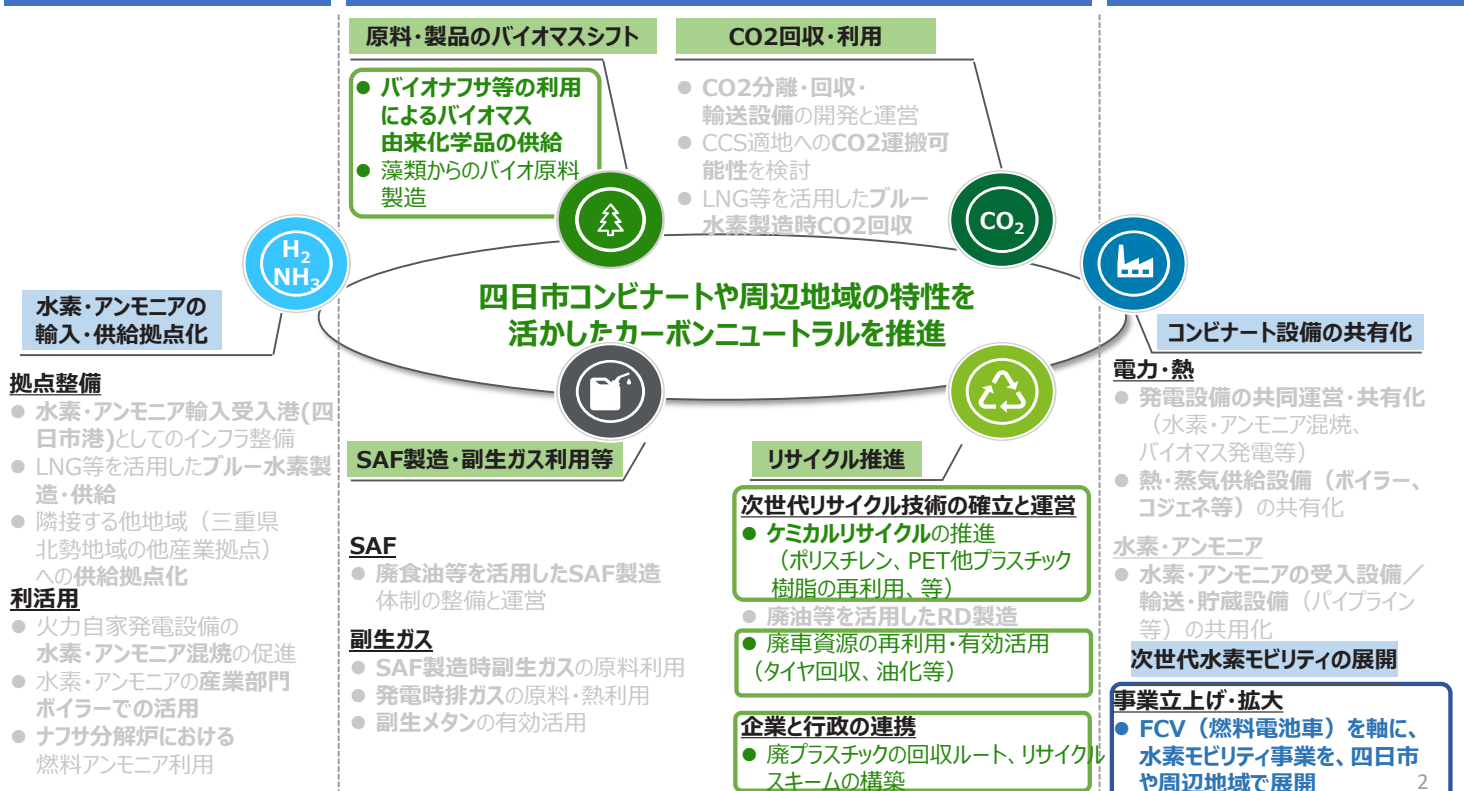 原料・製品のバイオマスシフト
● バイオナフサ等の利用
によるバイオマス
由来化学品の供給
● 藻類からのバイオ原料
製造
CO2回収・利用
● CO2分離・回収・
輸送設備の開発と運営
● CCS適地へのCO2運搬可
能性を検討
● LNG等を活用したブルー
水素製造時CO2回収
CO2
H2
NH3
四日市コンビナートや周辺地域の特性を
活かしたカーボンニュートラルを推進
水素・アンモニアの
輸入・供給拠点化
拠点整備
● 水素・アンモニア輸入受入港(四
日市港)としてのインフラ整備
● LNG等を活用したブルー水素製
造・供給
● 隣接する他地域（三重県
北勢地域の他産業拠点）
への供給拠点化
利活用
● 火力自家発電設備の
水素・アンモニア混焼の促進
● 水素・アンモニアの産業部門
ボイラーでの活用
● ナフサ分解炉における
燃料アンモニア利用
SAF製造・副生ガス利用等
SAF
● 廃食油等を活用したSAF製造
体制の整備と運営
副生ガス
● SAF製造時副生ガスの原料利用
● 発電時排ガスの原料・熱利用
● 副生メタンの有効活用
リサイクル推進
次世代リサイクル技術の確立と運営
● ケミカルリサイクルの推進
（ポリスチレン、PET他プラスチック
樹脂の再利用、等）
● 廃油等を活用したRD製造
● 廃車資源の再利用・有効活用
（タイヤ回収、油化等）
企業と行政の連携
● 廃プラスチックの回収ルート、リサイクル
スキームの構築
コンビナート設備の共有化
電力・熱
● 発電設備の共同運営・共有化
（水素・アンモニア混焼、
バイオマス発電等）
● 熱・蒸気供給設備（ボイラー、
コジェネ等）の共有化
水素・アンモニア
● 水素・アンモニアの受入設備／
輸送・貯蔵設備（パイプライン
等）の共用化
次世代水素モビリティの展開
事業立上げ・拡大
● FCV（燃料電池車）を軸に、
水素モビリティ事業を、四日市
や周辺地域で展開
2